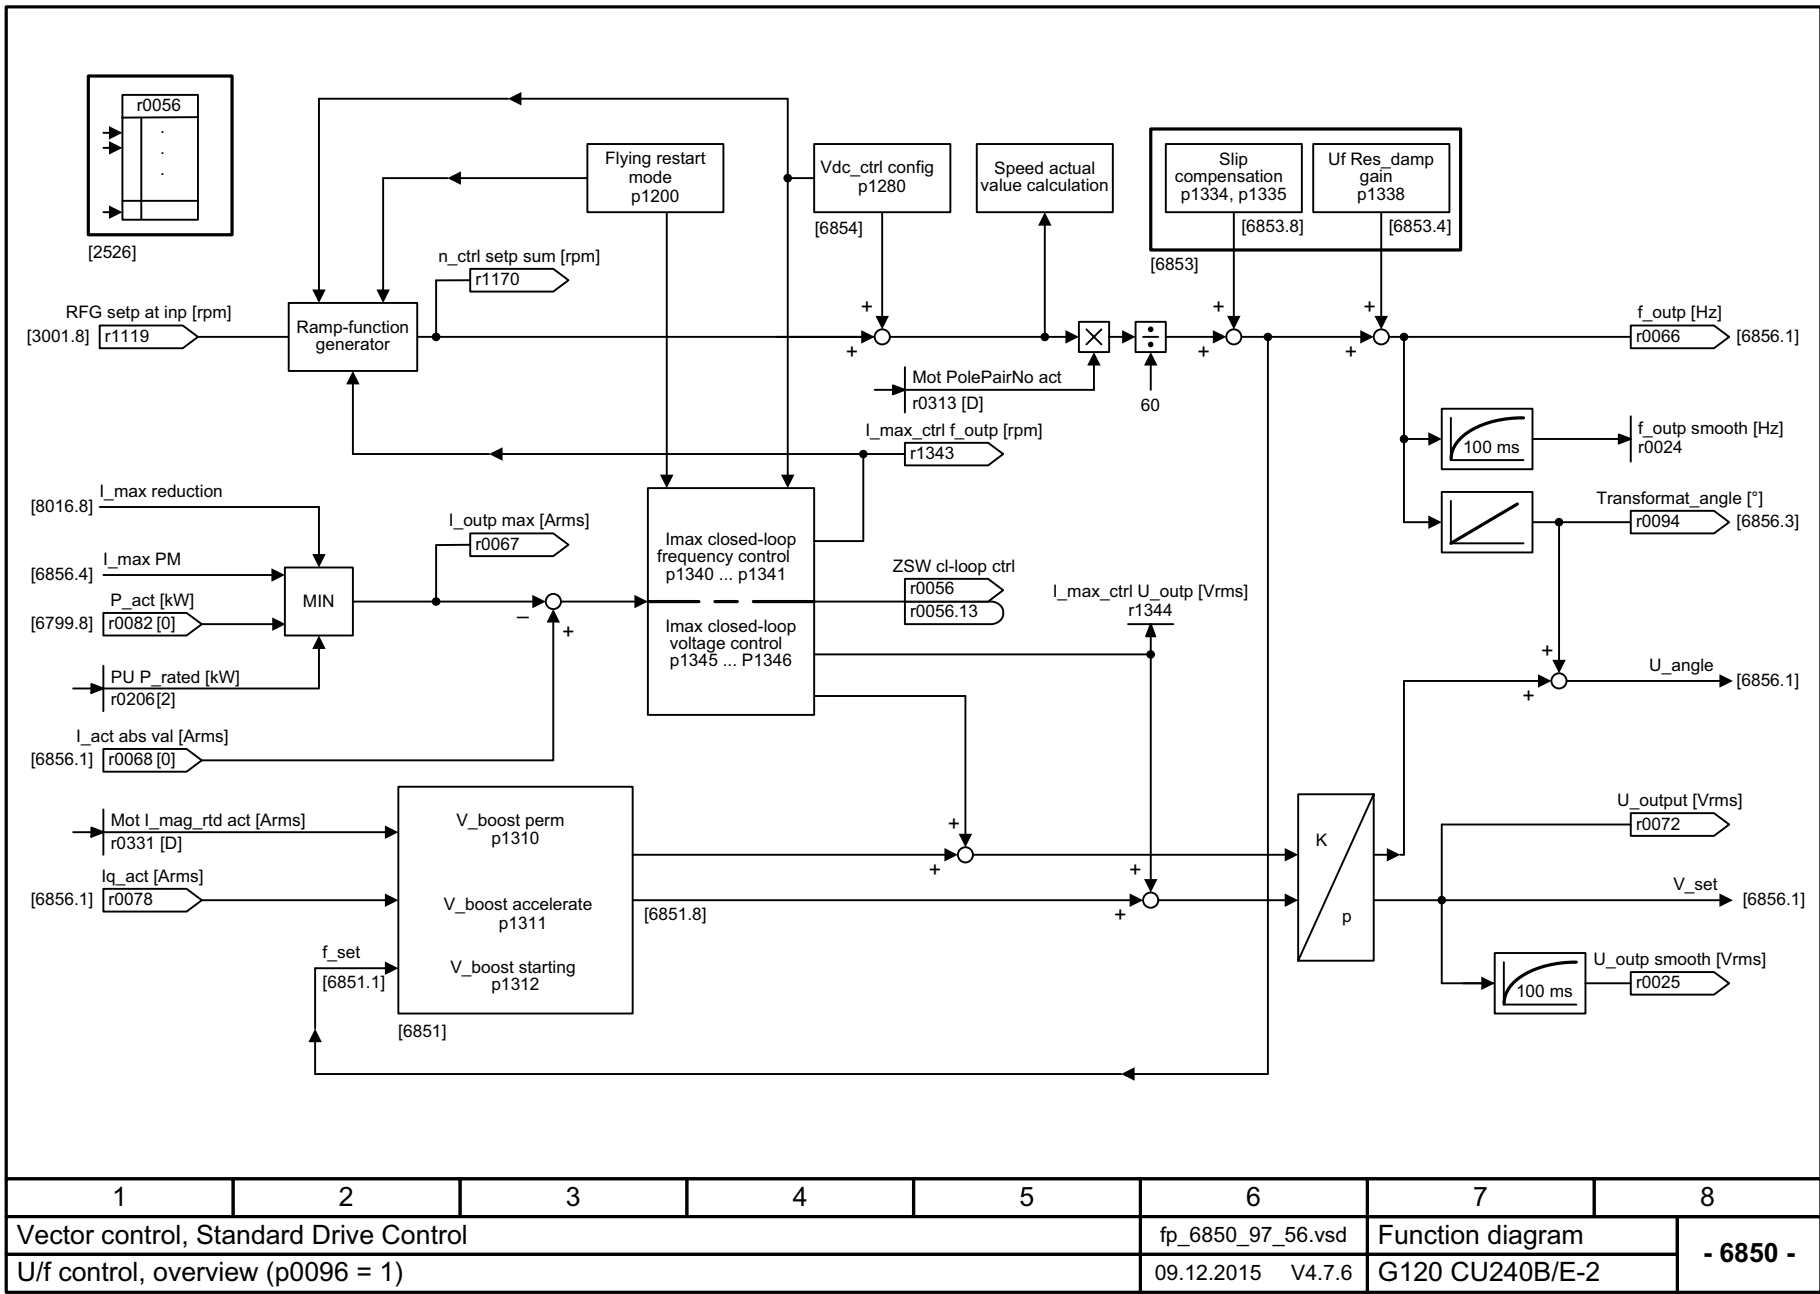 r0056
[2526]
Flying restart
mode
p1200
Vdc_ctrl config
p1280
[6854]
Speed actual
value calculation
Slip
compensation
p1334, p1335
[6853.8]
Uf Res_damp
gain
p1338
[6853.4]
[6853]
n_ctrl setp sum [rpm]
r1170
RFG setp at inp [rpm]
[3001.8]
r1119
Ramp-function
generator
+
+
Mot PolePairNo act
r0313 [D]
×
÷
60
+
+
+
+
f_outp [Hz]
r0066
[6856.1]
I_max_ctrl f_outp [rpm]
r1343
100 ms
f_outp smooth [Hz]
r0024
Transformat_angle [°]
r0094
[6856.3]
I_max reduction
[8016.8]
I_max PM
[6856.4]
P_act [kW]
[6799.8]
r0082 [0]
MIN
PU P_rated [kW]
r0206[2]
I_outp max [Arms]
r0067
–
+
Imax closed-loop
frequency control
p1340 ... p1341
Imax closed-loop
voltage control
p1345 ... P1346
ZSW cl-loop ctrl
r0056
r0056.13
I_max_ctrl U_outp [Vrms]
r1344
+
+
U_angle
[6856.1]
I_act abs val [Arms]
[6856.1]
r0068 [0]
Mot I_mag_rtd act [Arms]
r0331 [D]
Iq_act [Arms]
[6856.1]
r0078
f_set
[6851.1]
V_boost perm
p1310
V_boost accelerate
p1311
V_boost starting
p1312
[6851]
[6851.8]
+
+
+
+
K
p
U_output [Vrms]
r0072
V_set
[6856.1]
100 ms
U_outp smooth [Vrms]
r0025
1 2 3 4 5 6 7 8
Vector control, Standard Drive Control
fp_6850_97_56.vsd
Function diagram
- 6850 -
U/f control, overview (p0096 = 1)
09.12.2015 V4.7.6
G120 CU240B/E-2